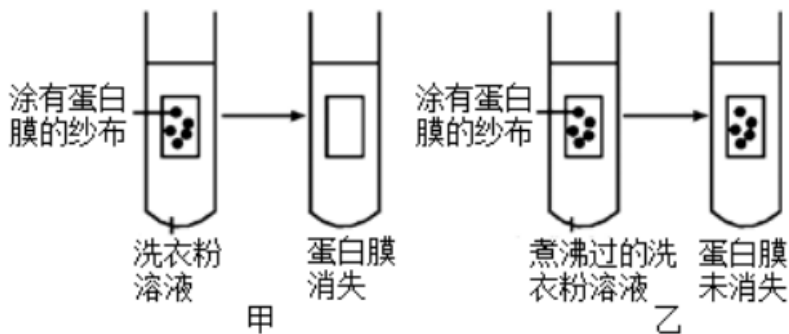 涂有蛋白
膜的纱布
洗衣粉
溶液
蛋白膜
消失
甲
涂有蛋白
膜的纱布
煮沸过的洗
衣粉溶液
蛋白膜
未消失
乙